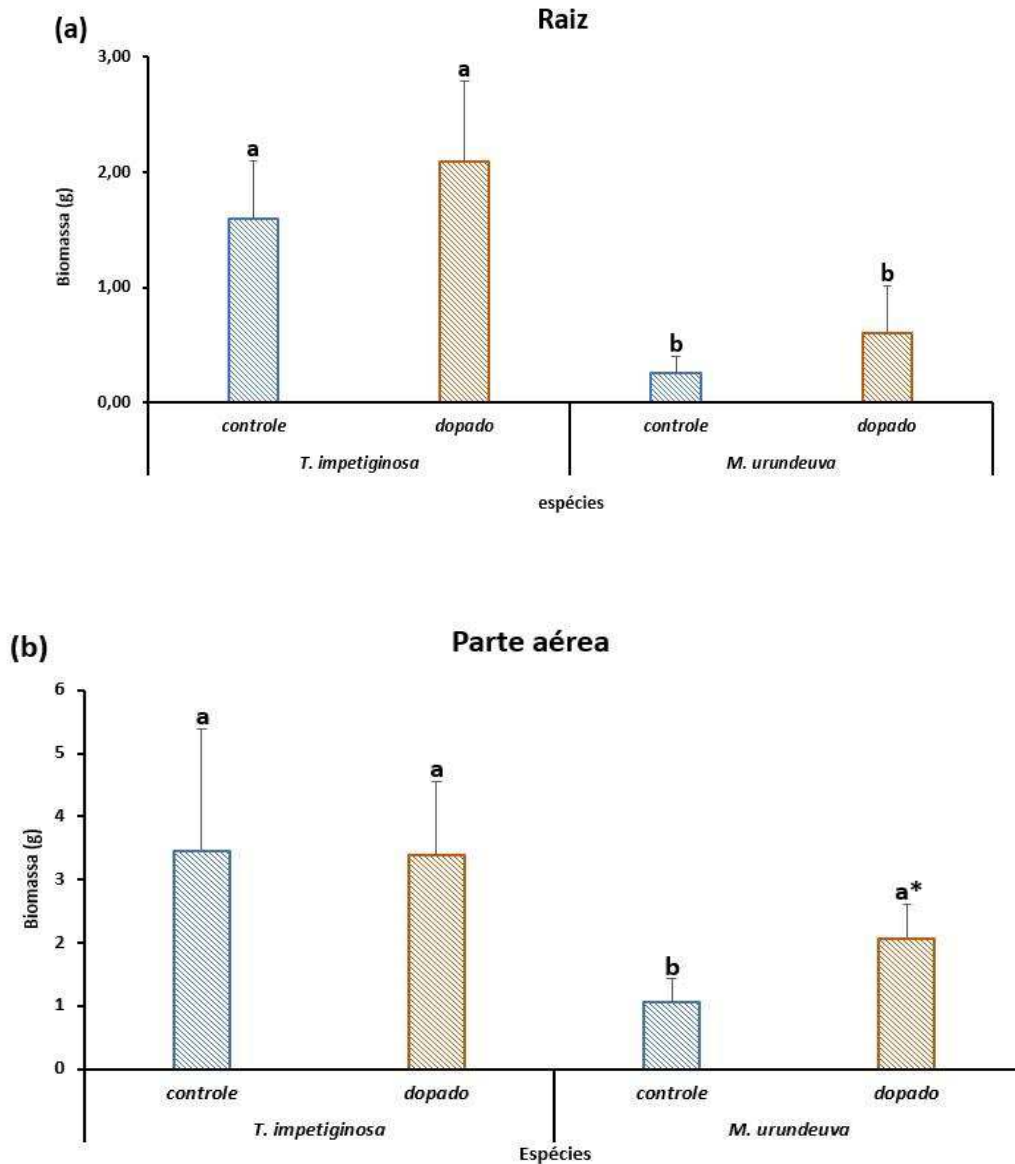 (a)
Raiz
3,00
2,00
1,00
0,00
Biomassa (g)
a
a
b
b
controle
dopado
controle
dopado
T. impetiginosa
M. urundeuva
espécies
(b)
Parte aérea
6
5
4
3
2
1
0
Biomassa (g)
a
a
b
a*
controle
dopado
controle
dopado
T. impetiginosa
M. urundeuva
Espécies